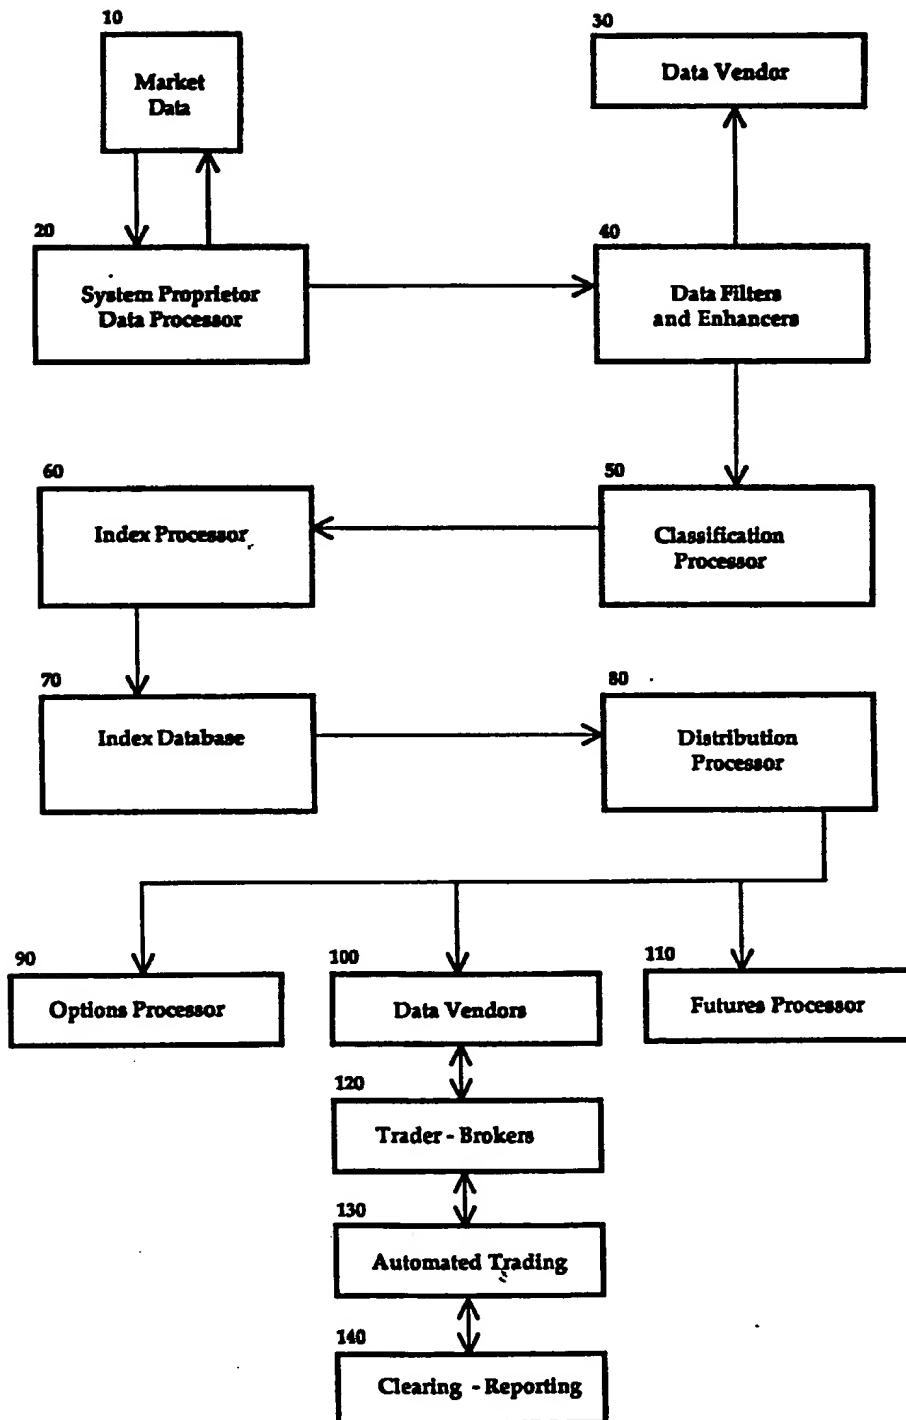 10
Market
Data
30
Data Vendor
20
System Proprietor
Data Processor
40
Data Filters
and Enhancers
60
Index Processor
50
Classification
Processor
70
Index Database
80
Distribution
Processor
90
Options Processor
100
Data Vendors
110
Futures Processor
120
Trader - Brokers
130
Automated Trading
140
Clearing - Reporting